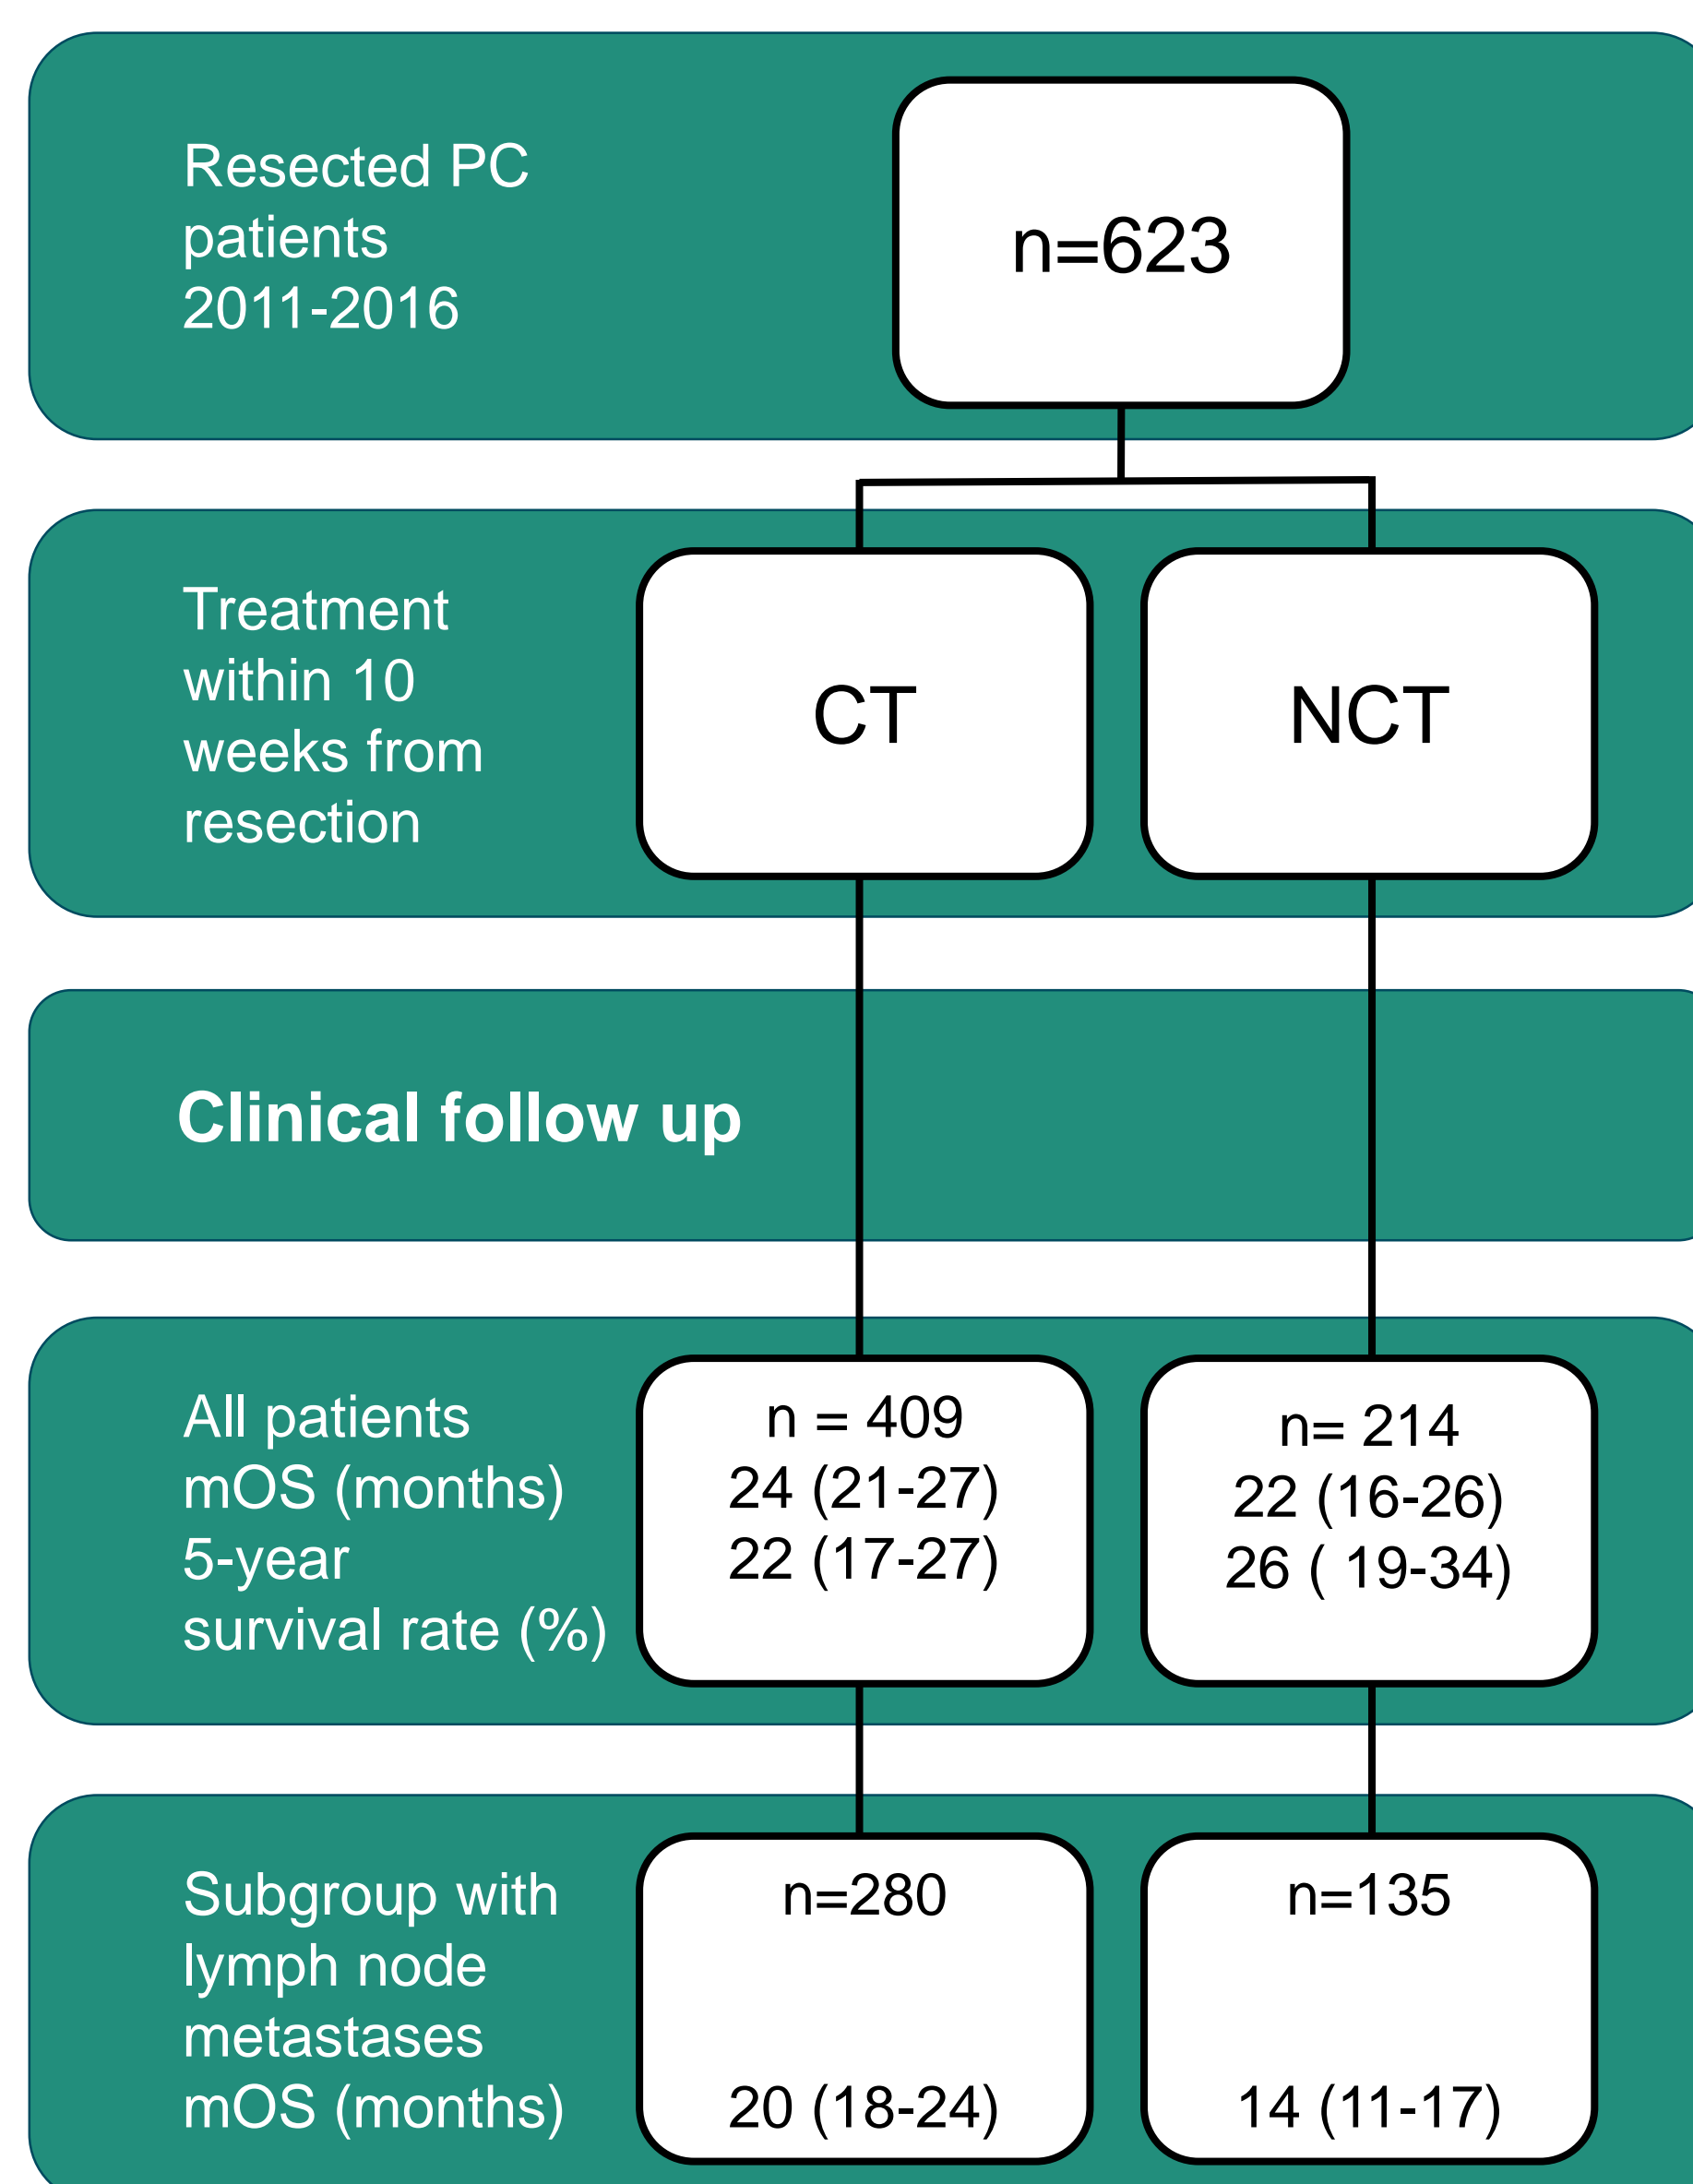 Resected PC
patients
2011-2016
n=623
Treatment
within 10
weeks from
resection
CT
NCT
Clinical follow up
All patients
mOS (months)
5-year
survival rate (%)
n = 409
24 (21-27)
22 (17-27)
n= 214
22 (16-26)
26 ( 19-34)
Subgroup with
lymph node
metastases
mOS (months)
n=280
20 (18-24)
n=135
14 (11-17)